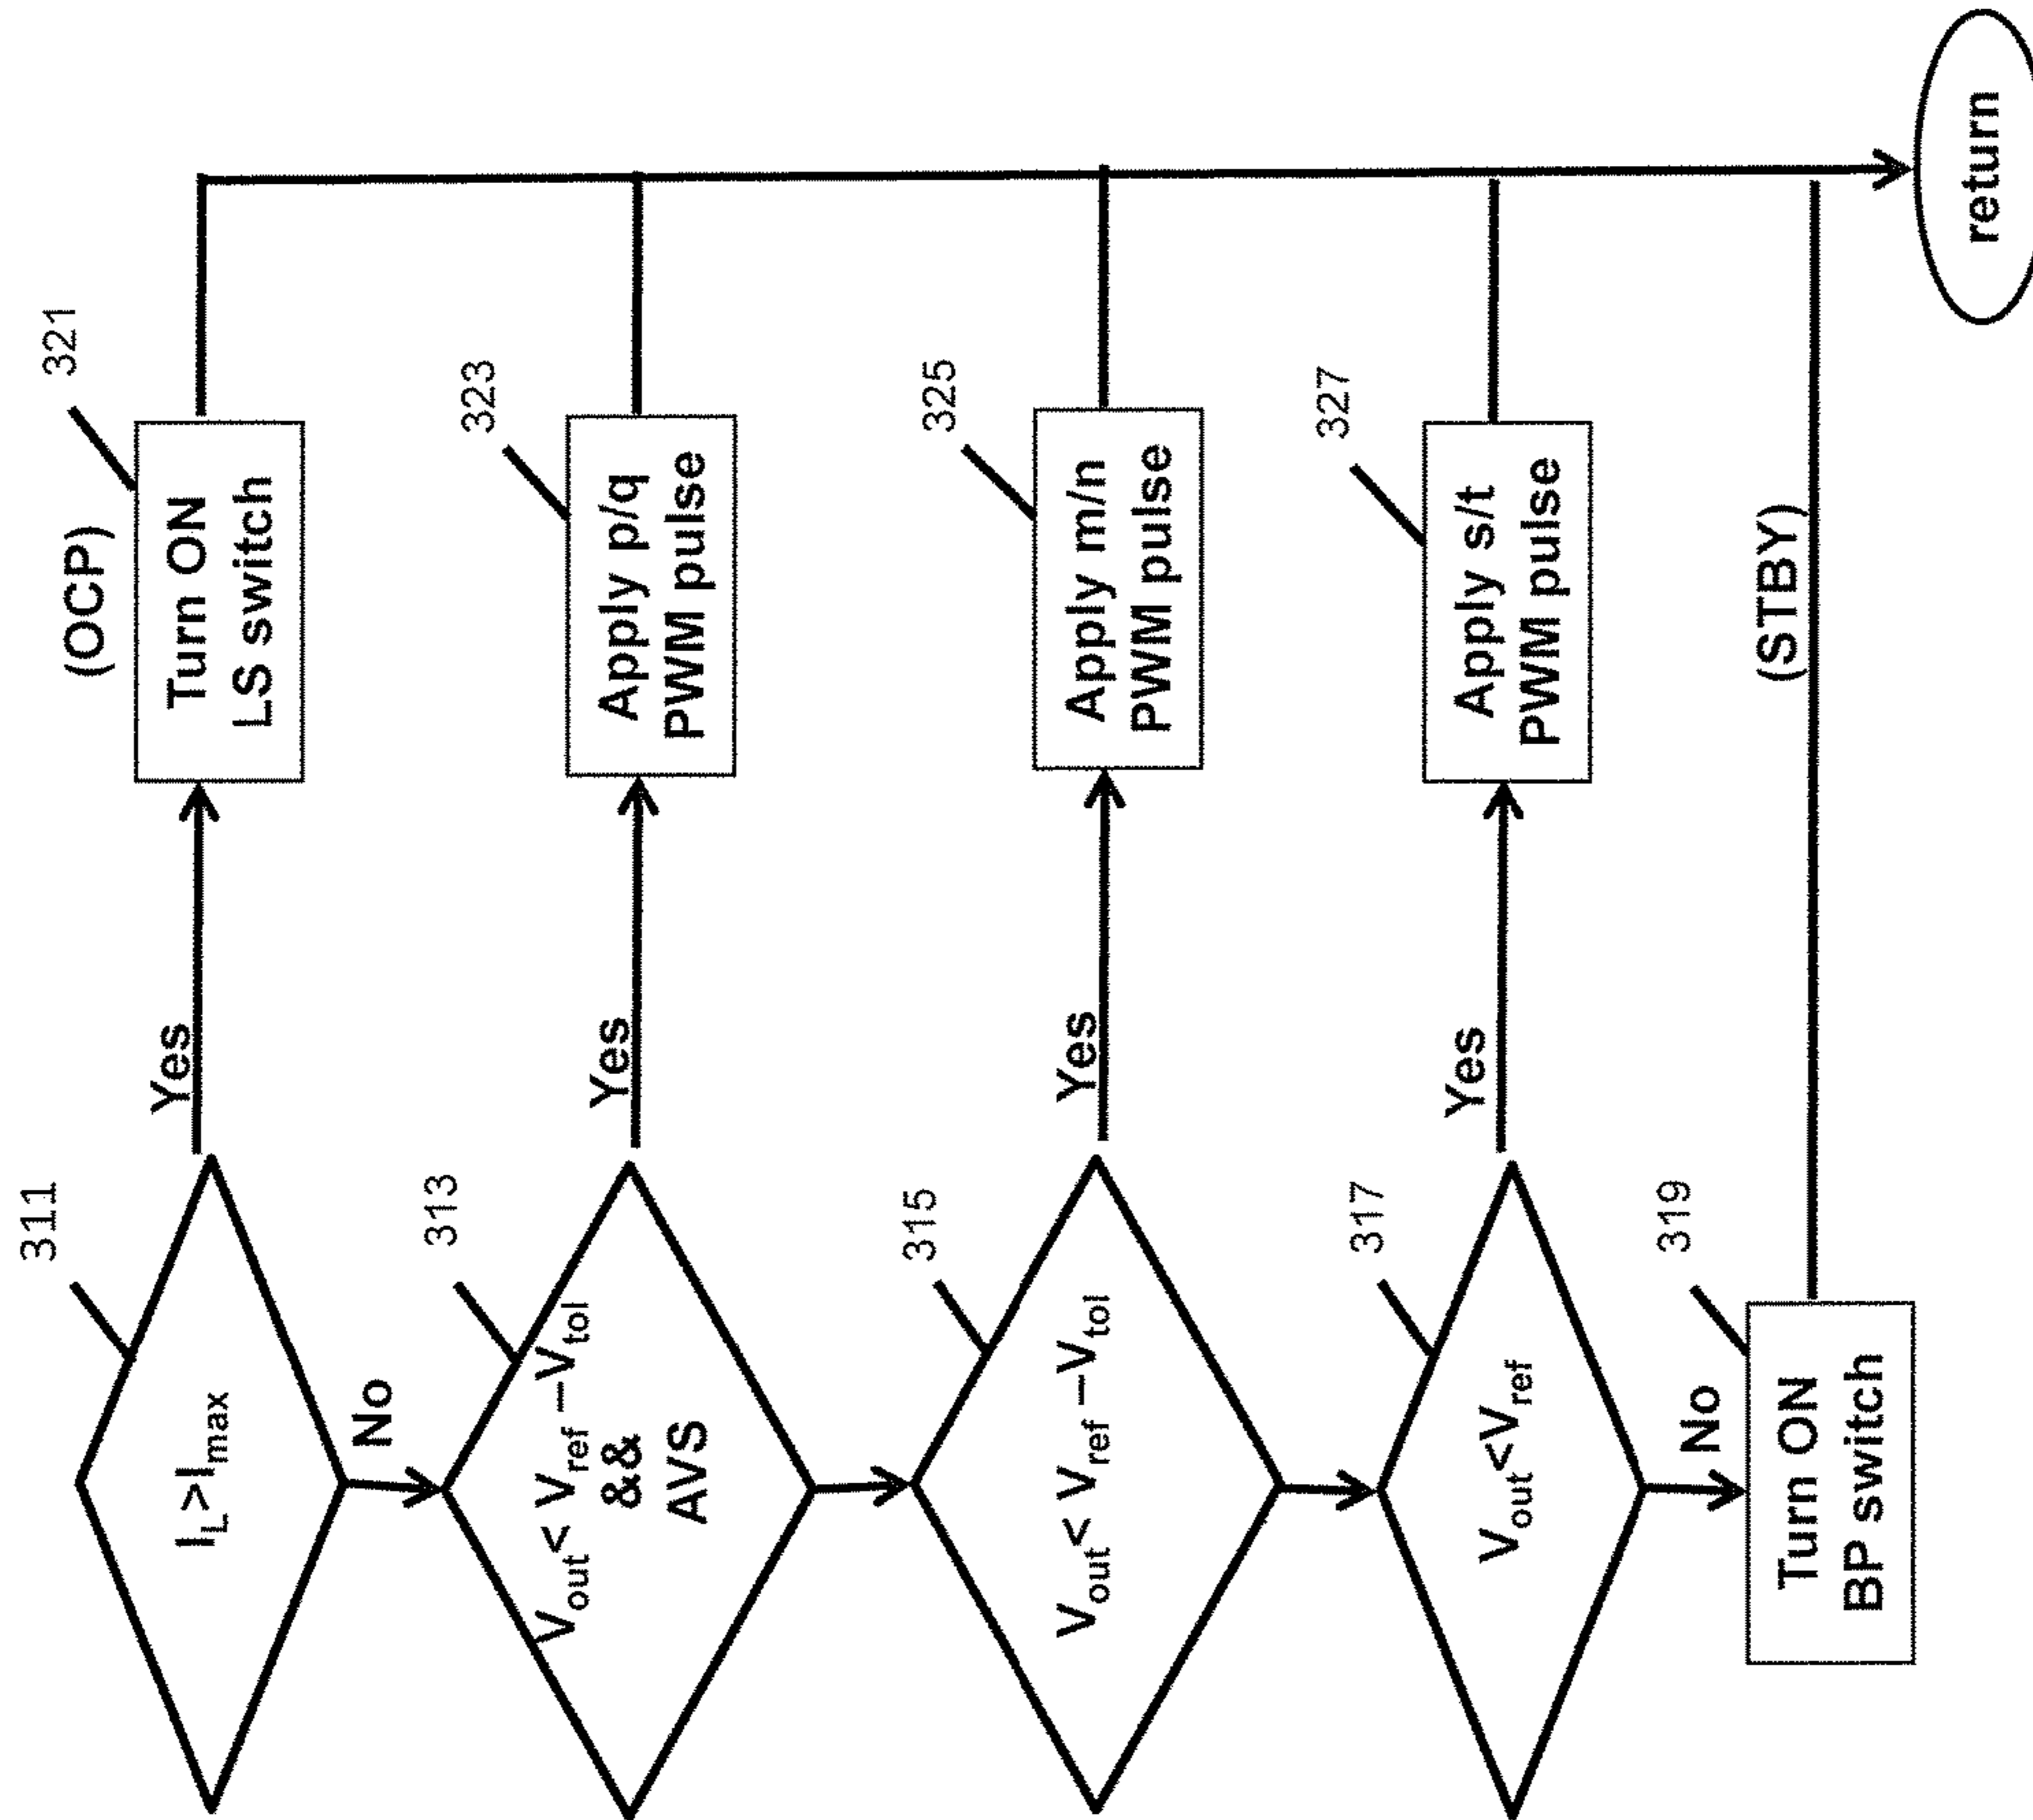 311
I_L>I_max
Yes
(OCP)
321
Turn ON
LS switch
No
313
V_out< V_ref −V_tol
&&
AVS
Yes
323
Apply p/q
PWM pulse
315
V_out< V_ref −V_tol
Yes
325
Apply m/n
PWM pulse
317
V_out<V_ref
Yes
327
Apply s/t
PWM pulse
No
319
Turn ON
BP switch
(STBY)
return